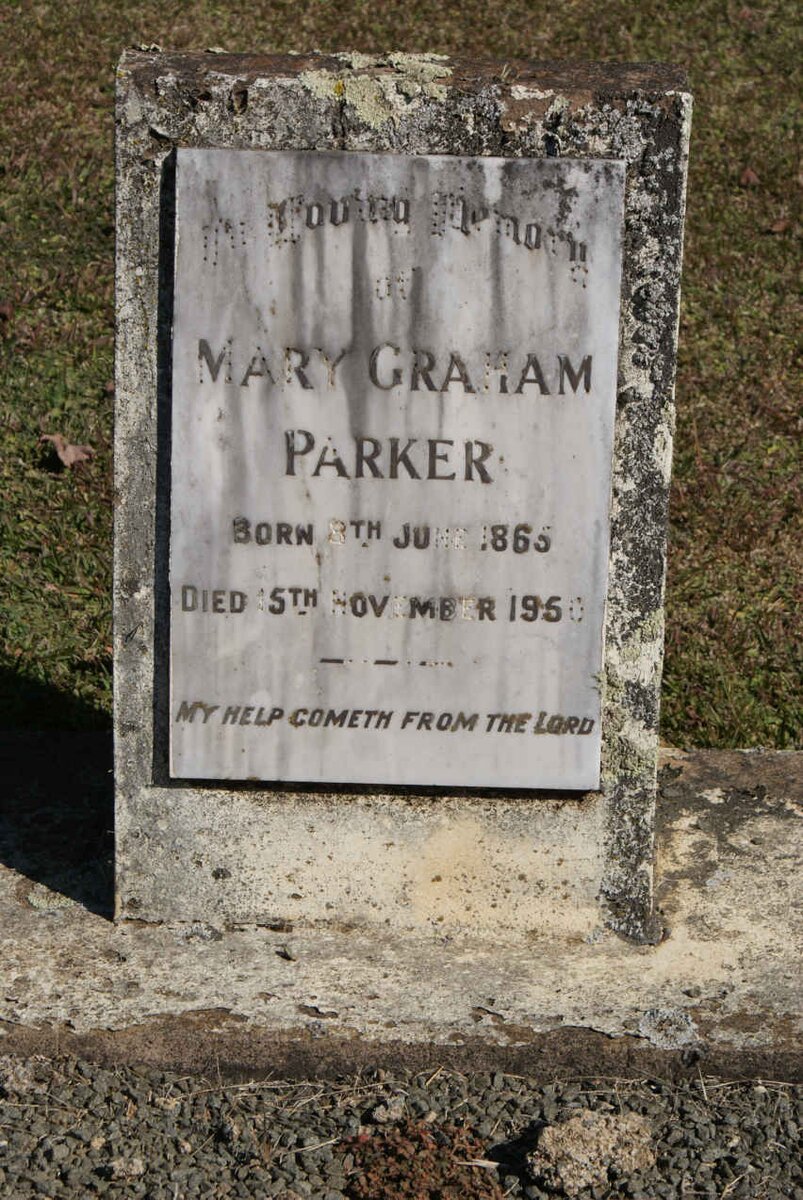 In Loving Memory
of
MARY GRAHAM
PARKER
BORN 8TH JUNE 1865
DIED 15TH NOVEMBER 1950
MY HELP COMETH FROM THE LORD